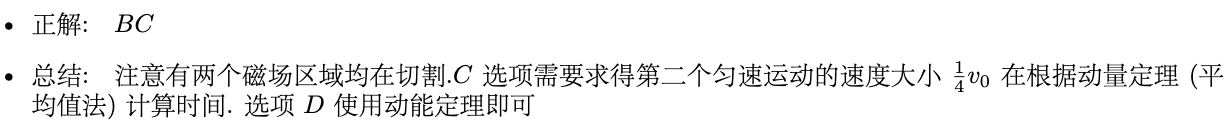 • 正解: BC
• 总结: 注意有两个磁场区域均在切割.C 选项需要求得第二个匀速运动的速度大小 $\frac{1}{4}v_0$ 在根据动量定理 (平
均值法) 计算时间. 选项 D 使用动能定理即可